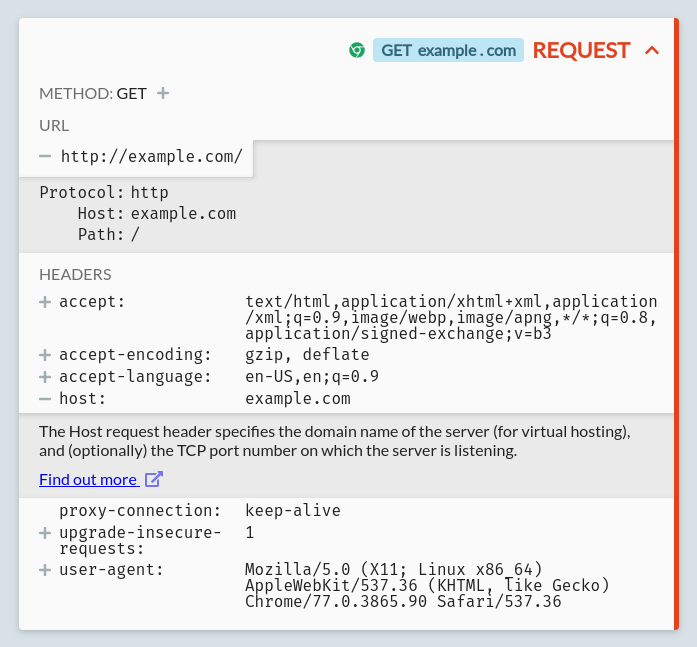 GET example.com REQUEST
METHOD: GET
URL
http://example.com/
Protocol: http
Host: example.com
Path: /
HEADERS
accept: text/html,application/xhtml+xml,application
/xml;q=0.9,image/webp,image/apng,*/*;q=0.8,
application/signed-exchange;v=b3
accept-encoding: gzip, deflate
accept-language: en-US,en;q=0.9
host: example.com
The Host request header specifies the domain name of the server (for virtual hosting),
and (optionally) the TCP port number on which the server is listening.
Find out more
proxy-connection: keep-alive
upgrade-insecure- 1
requests:
user-agent: Mozilla/5.0 (X11; Linux x86_64)
AppleWebKit/537.36 (KHTML, like Gecko)
Chrome/77.0.3865.90 Safari/537.36